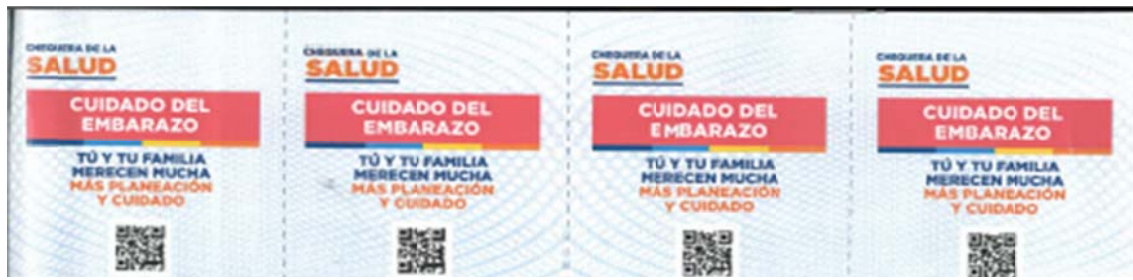 CHEQUERA DE LA
SALUD
CUIDADO DEL
EMBARAZO
TÚ Y TU FAMILIA
MERECEN MUCHA
MÁS PLANEACIÓN
Y CUIDADO
CHEQUERA DE LA
SALUD
CUIDADO DEL
EMBARAZO
TÚ Y TU FAMILIA
MERECEN MUCHA
MÁS PLANEACIÓN
Y CUIDADO
CHEQUERA DE LA
SALUD
CUIDADO DEL
EMBARAZO
TÚ Y TU FAMILIA
MERECEN MUCHA
MÁS PLANEACIÓN
Y CUIDADO
CHEQUERA DE LA
SALUD
CUIDADO DEL
EMBARAZO
TÚ Y TU FAMILIA
MERECEN MUCHA
MÁS PLANEACIÓN
Y CUIDADO